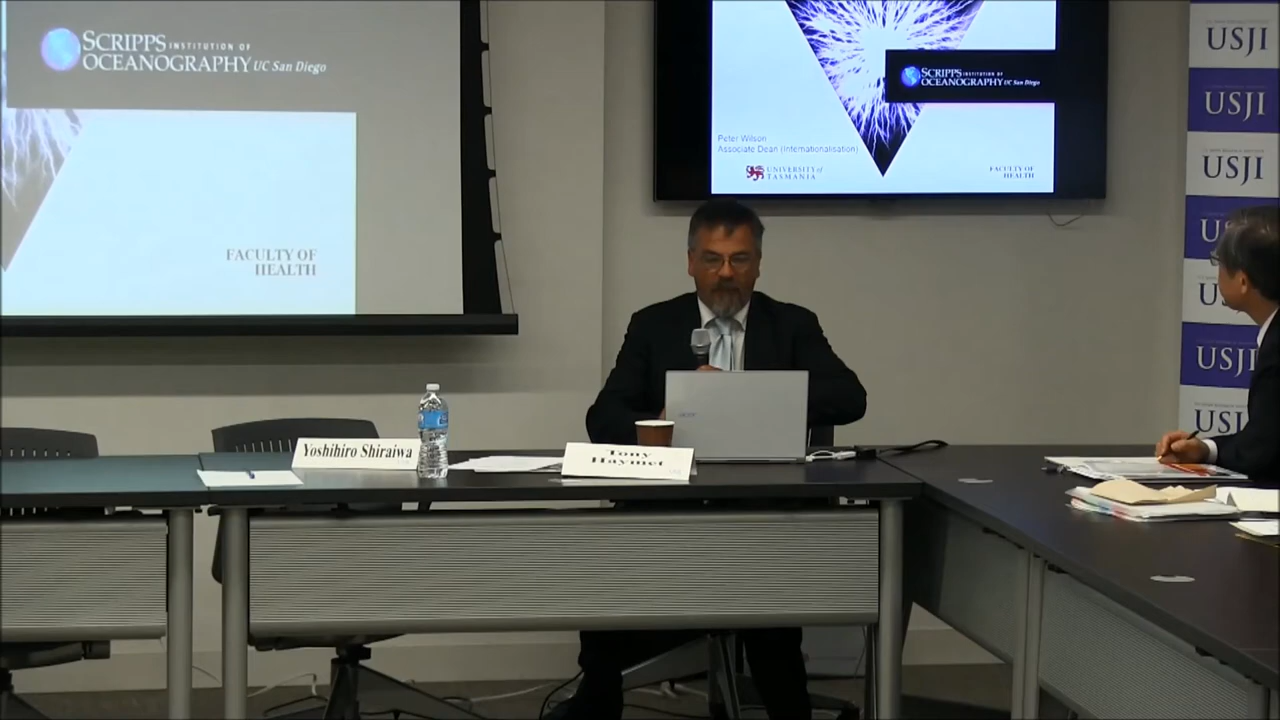 SCRIPPS INSTITUTION OF
OCEANOGRAPHY UC San Diego
FACULTY OF
HEALTH
SCRIPPS INSTITUTION OF
OCEANOGRAPHY UC San Diego
Peter Wilson
Associate Dean (Internationalisation)
UNIVERSITY of
TASMANIA
FACULTY OF
HEALTH
USJI
USJI
USJI
USJI
Yoshihiro Shiraiwa
Tony
Haymet
acer